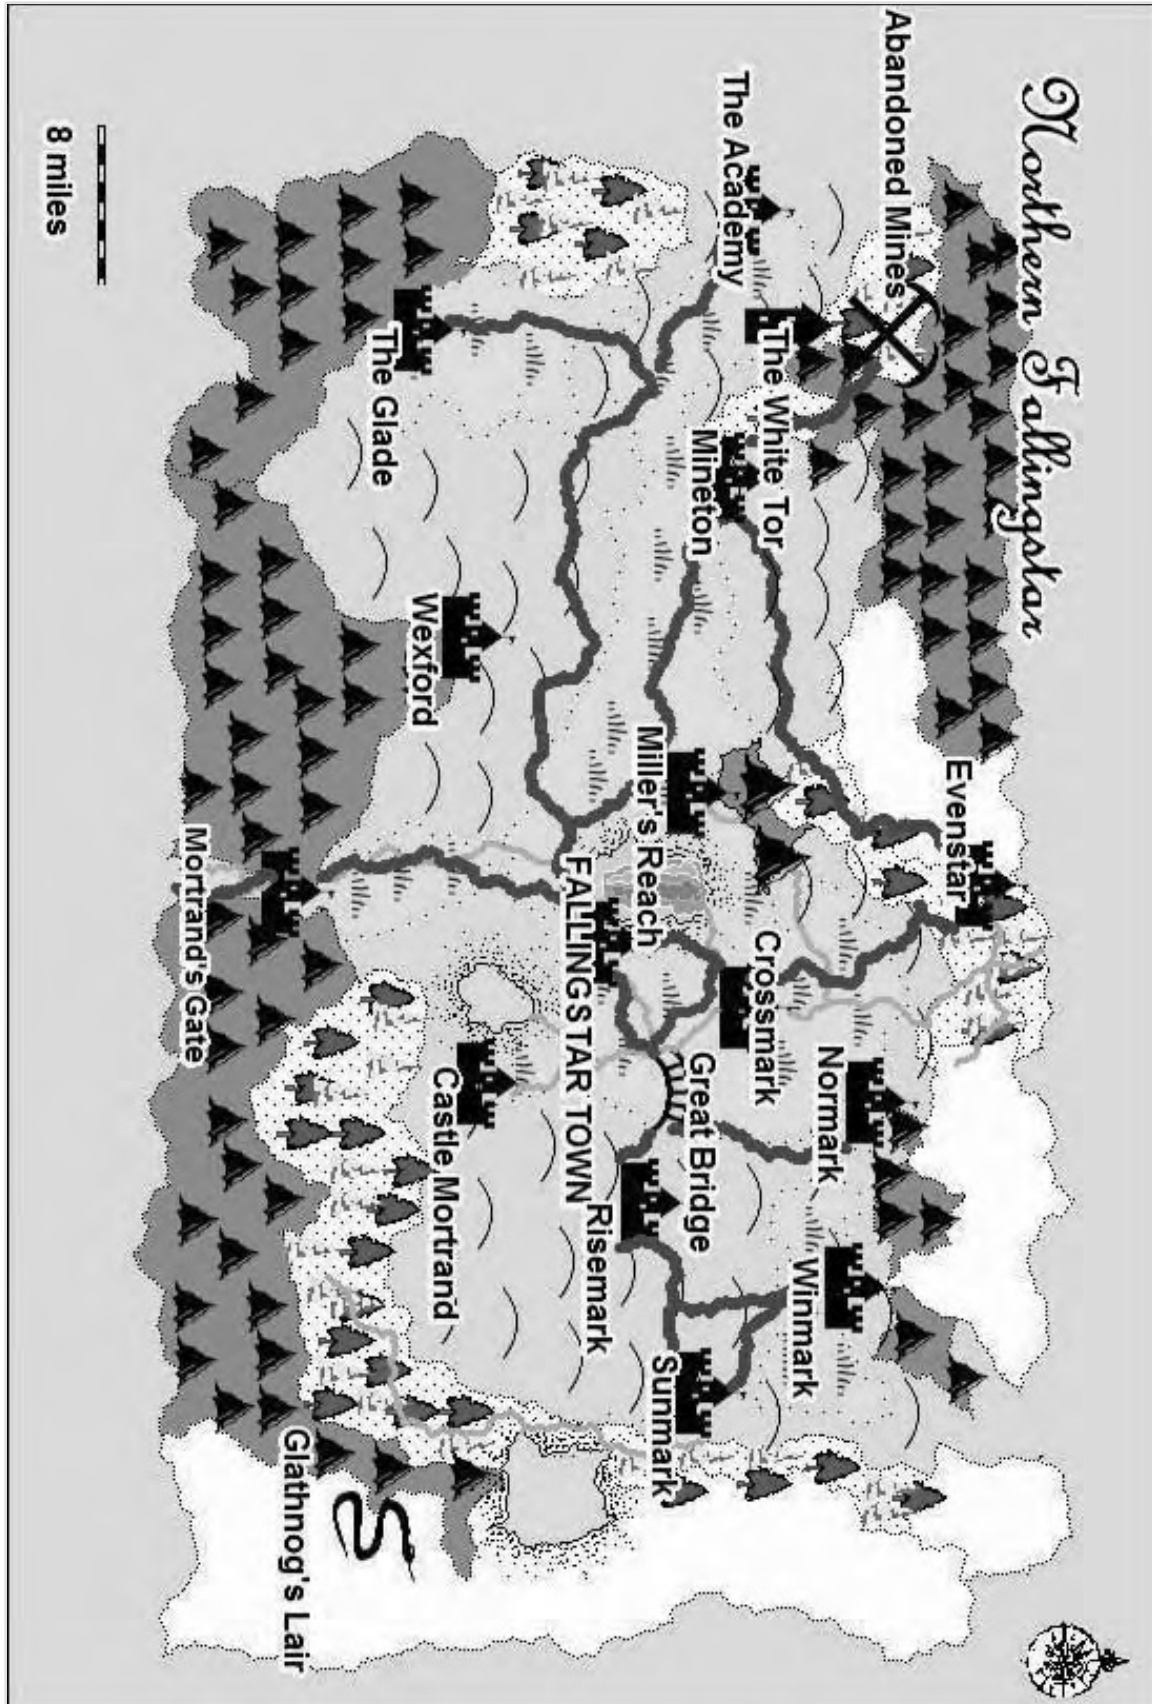 Northern Fallingstar
Abandoned Mines
The Academy
The White Tor
Mineton
Evenstar
The Glade
Wexford
Miller's Reach
Crossmark
Normark
Great Bridge
FALLINGSTAR TOWN
Winmark
Risemark
Sunmark
Castle Mortrand
Mortrand's Gate
Glathnog's Lair
8 miles